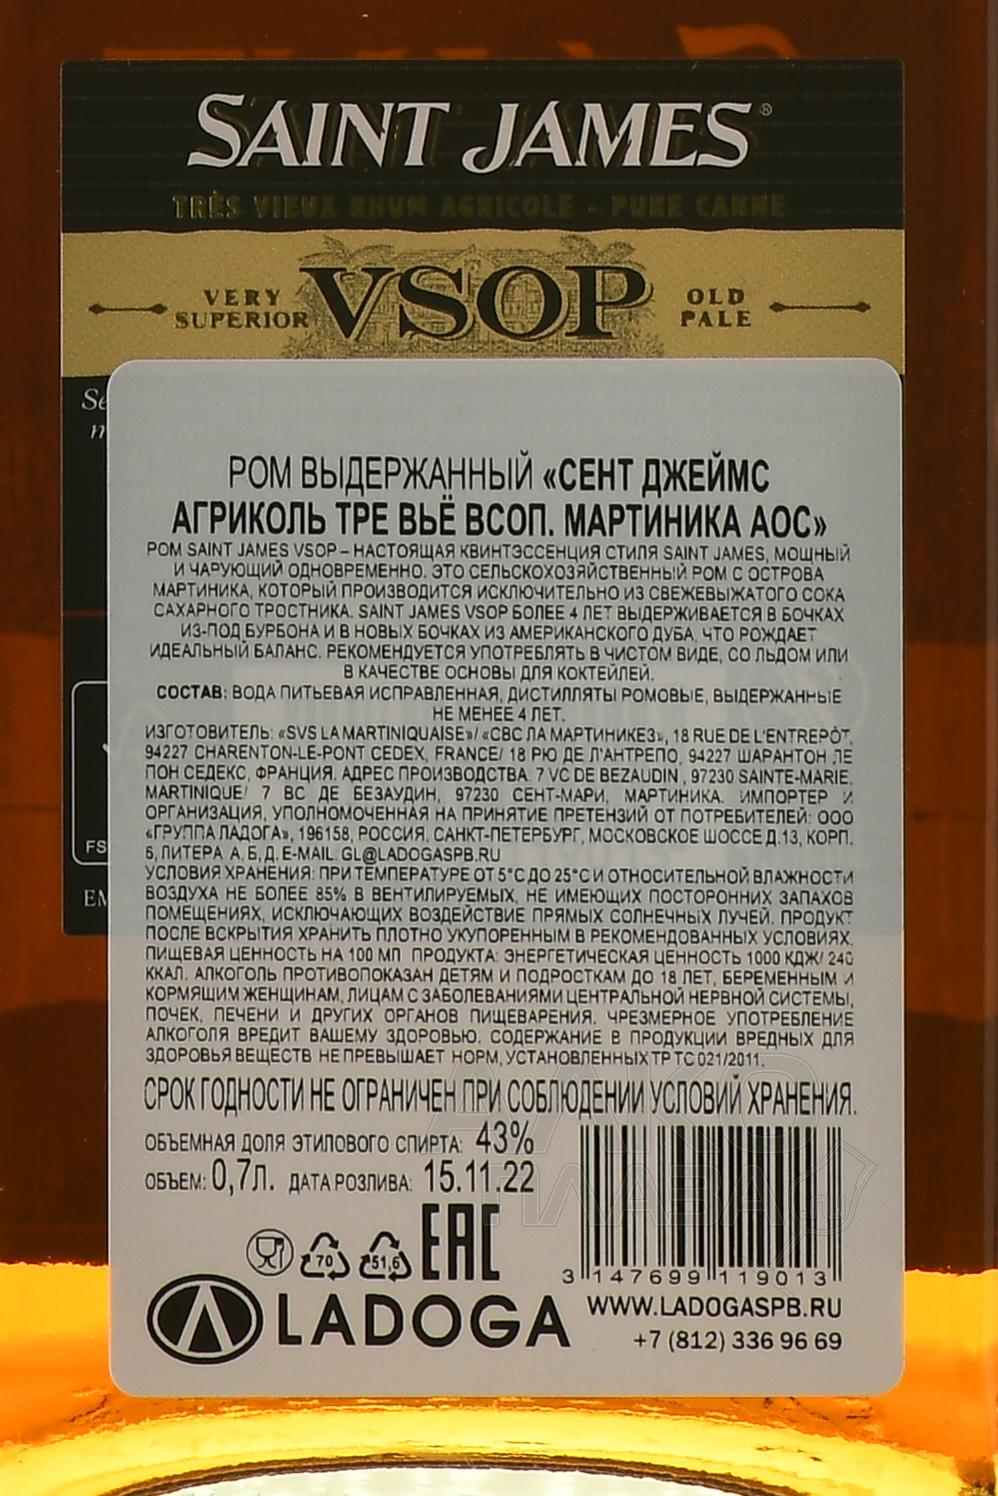 SAINT JAMES®
TRÈS VIEUX RHUM AGRICOLE - PURE CANNE
VERY SUPERIOR VSOP OLD PALE
РОМ ВЫДЕРЖАННЫЙ «СЕНТ ДЖЕЙМС
АГРИКОЛЬ ТРЕ ВЬЁ ВСОП. МАРТИНИКА АОС»
РОМ SAINT JAMES VSOP – НАСТОЯЩАЯ КВИНТЭССЕНЦИЯ СТИЛЯ SAINT JAMES, МОЩНЫЙ
И ЧАРУЮЩИЙ ОДНОВРЕМЕННО. ЭТО СЕЛЬСКОХОЗЯЙСТВЕННЫЙ РОМ С ОСТРОВА
МАРТИНИКА, КОТОРЫЙ ПРОИЗВОДИТСЯ ИСКЛЮЧИТЕЛЬНО ИЗ СВЕЖЕВЫЖАТОГО СОКА
САХАРНОГО ТРОСТНИКА. SAINT JAMES VSOP БОЛЕЕ 4 ЛЕТ ВЫДЕРЖИВАЕТСЯ В БОЧКАХ
ИЗ-ПОД БУРБОНА И В НОВЫХ БОЧКАХ ИЗ АМЕРИКАНСКОГО ДУБА, ЧТО РОЖДАЕТ
ИДЕАЛЬНЫЙ БАЛАНС. РЕКОМЕНДУЕТСЯ УПОТРЕБЛЯТЬ В ЧИСТОМ ВИДЕ, СО ЛЬДОМ ИЛИ
В КАЧЕСТВЕ ОСНОВЫ ДЛЯ КОКТЕЙЛЕЙ.
СОСТАВ: ВОДА ПИТЬЕВАЯ ИСПРАВЛЕННАЯ, ДИСТИЛЛЯТЫ РОМОВЫЕ, ВЫДЕРЖАННЫЕ
НЕ МЕНЕЕ 4 ЛЕТ.
ИЗГОТОВИТЕЛЬ: «SVS LA MARTINIQUAISE»/ «СВС ЛА МАРТИНИКЕЗ», 18 RUE DE L'ENTREPÔT,
94227 CHARENTON-LE-PONT CEDEX, FRANCE/ 18 РЮ ДЕ Л'АНТРЕПО, 94227 ШАРАНТОН ЛЕ
ПОН СЕДЕКС, ФРАНЦИЯ. АДРЕС ПРОИЗВОДСТВА: 7 VC DE BEZAUDIN, 97230 SAINTE-MARIE,
MARTINIQUE/ 7 ВС ДЕ БЕЗАУДИН, 97230 СЕНТ-МАРИ, МАРТИНИКА. ИМПОРТЕР И
ОРГАНИЗАЦИЯ, УПОЛНОМОЧЕННАЯ НА ПРИНЯТИЕ ПРЕТЕНЗИЙ ОТ ПОТРЕБИТЕЛЕЙ: ООО
«ГРУППА ЛАДОГА», 196158, РОССИЯ, САНКТ-ПЕТЕРБУРГ, МОСКОВСКОЕ ШОССЕ Д.13, КОРП.
6, ЛИТЕРА А, Б, Д. E-MAIL. GL@LADOGASPB.RU
УСЛОВИЯ ХРАНЕНИЯ: ПРИ ТЕМПЕРАТУРЕ ОТ 5°С ДО 25°С И ОТНОСИТЕЛЬНОЙ ВЛАЖНОСТИ
ВОЗДУХА НЕ БОЛЕЕ 85% В ВЕНТИЛИРУЕМЫХ, НЕ ИМЕЮЩИХ ПОСТОРОННИХ ЗАПАХОВ
ПОМЕЩЕНИЯХ, ИСКЛЮЧАЮЩИХ ВОЗДЕЙСТВИЕ ПРЯМЫХ СОЛНЕЧНЫХ ЛУЧЕЙ. ПРОДУКТ
ПОСЛЕ ВСКРЫТИЯ ХРАНИТЬ ПЛОТНО УКУПОРЕННЫМ В РЕКОМЕНДОВАННЫХ УСЛОВИЯХ.
ПИЩЕВАЯ ЦЕННОСТЬ НА 100 МЛ ПРОДУКТА: ЭНЕРГЕТИЧЕСКАЯ ЦЕННОСТЬ 1000 КДЖ/ 240
ККАЛ. АЛКОГОЛЬ ПРОТИВОПОКАЗАН ДЕТЯМ И ПОДРОСТКАМ ДО 18 ЛЕТ, БЕРЕМЕННЫМ И
КОРМЯЩИМ ЖЕНЩИНАМ, ЛИЦАМ С ЗАБОЛЕВАНИЯМИ ЦЕНТРАЛЬНОЙ НЕРВНОЙ СИСТЕМЫ,
ПОЧЕК, ПЕЧЕНИ И ДРУГИХ ОРГАНОВ ПИЩЕВАРЕНИЯ. ЧРЕЗМЕРНОЕ УПОТРЕБЛЕНИЕ
АЛКОГОЛЯ ВРЕДИТ ВАШЕМУ ЗДОРОВЬЮ. СОДЕРЖАНИЕ В ПРОДУКЦИИ ВРЕДНЫХ ДЛЯ
ЗДОРОВЬЯ ВЕЩЕСТВ НЕ ПРЕВЫШАЕТ НОРМ, УСТАНОВЛЕННЫХ ТР ТС 021/2011.
СРОК ГОДНОСТИ НЕ ОГРАНИЧЕН ПРИ СОБЛЮДЕНИИ УСЛОВИЙ ХРАНЕНИЯ.
ОБЪЕМНАЯ ДОЛЯ ЭТИЛОВОГО СПИРТА: 43%
ОБЪЕМ: 0,7Л. ДАТА РОЗЛИВА: 15.11.22
70 51,6 EAC
3 147699 119013
LADOGA
WWW.LADOGASPB.RU
+7 (812) 336 96 69